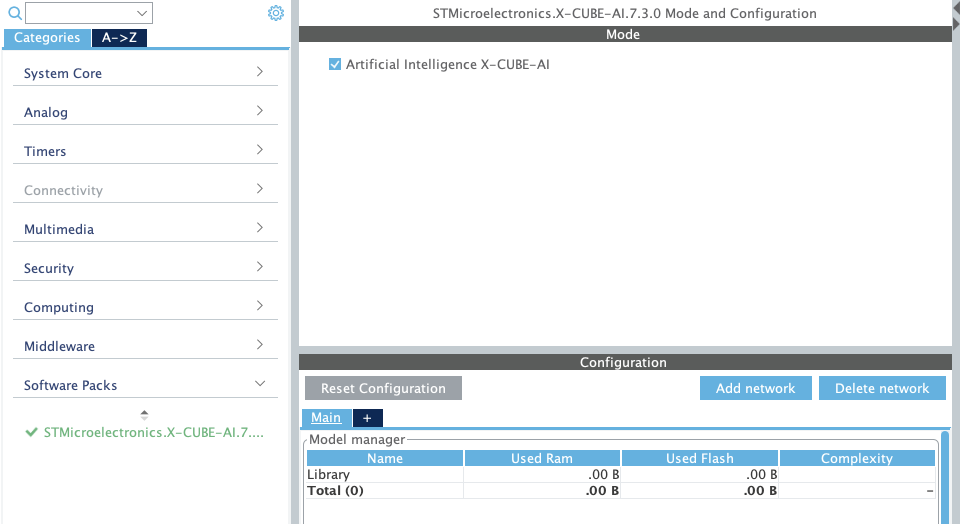 STMicroelectronics.X-CUBE-AI.7.3.0 Mode and Configuration
Categories A->Z
Mode
System Core
Artificial Intelligence X-CUBE-AI
Analog
Timers
Connectivity
Multimedia
Security
Computing
Middleware
Software Packs
STMicroelectronics.X-CUBE-AI.7....
Configuration
Reset Configuration Add network Delete network
Main +
Model manager
Name Used Ram Used Flash Complexity
Library .00 B .00 B
Total (0) .00 B .00 B -